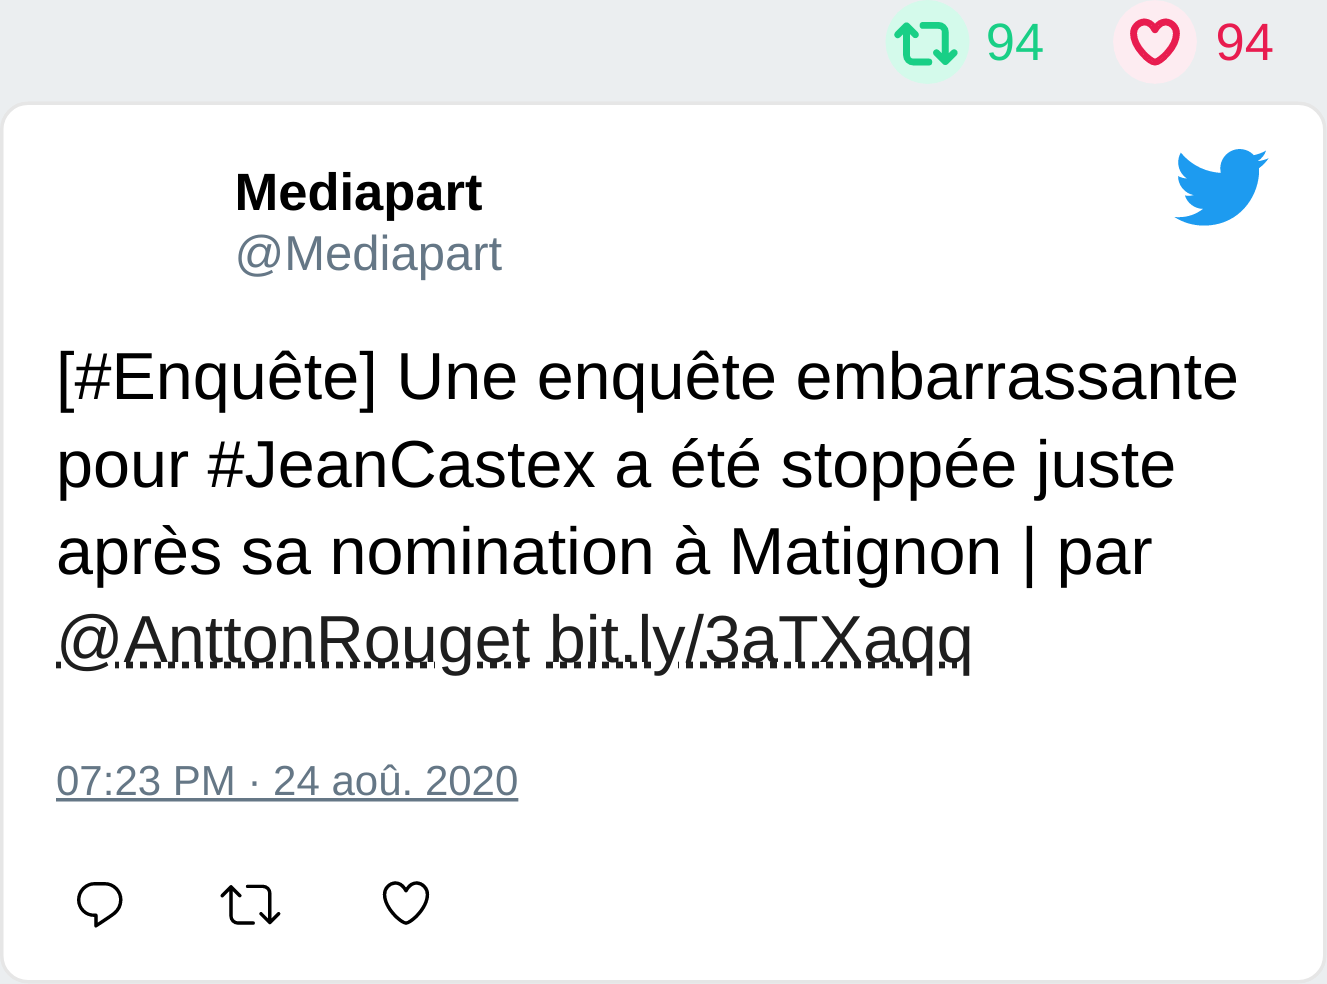 94 94
Mediapart
@Mediapart
[#Enquête] Une enquête embarrassante
pour #JeanCastex a été stoppée juste
après sa nomination à Matignon | par
@AnttonRouget bit.ly/3aTXaqq
07:23 PM · 24 aoû. 2020